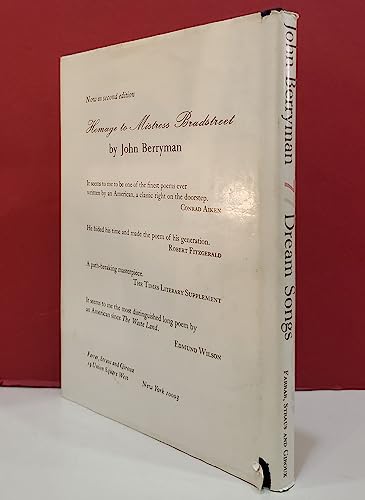 Now in second edition
Homage to Mistress Bradstreet
by John Berryman
It seems to me to be one of the finest poems ever
written by an American, a classic right on the doorstep.
CONRAD AIKEN
He bided his time and made the poem of his generation.
ROBERT FITZGERALD
A path-breaking masterpiece.
THE TIMES LITERARY SUPPLEMENT
It seems to me the most distinguished long poem by
an American since The Waste Land.
EDMUND WILSON
Farrar, Straus and Giroux
19 Union Square West
New York 10003
John Berryman 77 Dream Songs FARRAR, STRAUS AND GIROUX